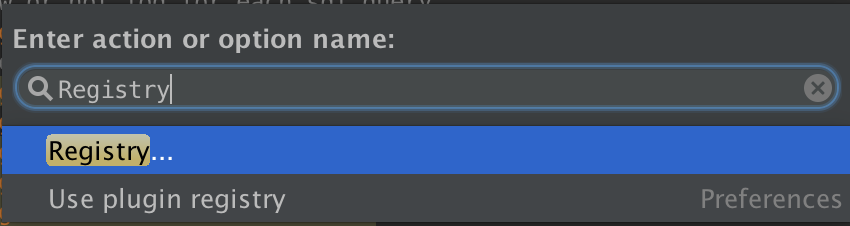 Enter action or option name:
Registry
Registry...
Use plugin registry Preferences